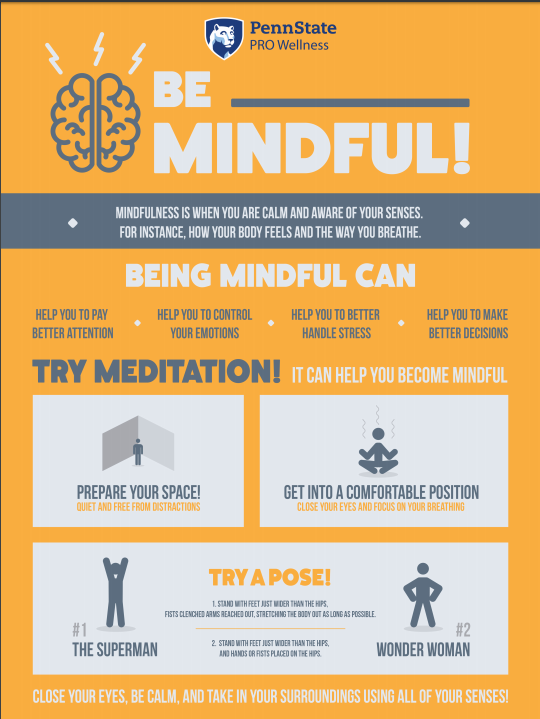 PennState
PRO Wellness
BE
MINDFUL!
MINDFULNESS IS WHEN YOU ARE CALM AND AWARE OF YOUR SENSES.
FOR INSTANCE, HOW YOUR BODY FEELS AND THE WAY YOU BREATHE.
BEING MINDFUL CAN
HELP YOU TO PAY
BETTER ATTENTION
HELP YOU TO CONTROL
YOUR EMOTIONS
HELP YOU TO BETTER
HANDLE STRESS
HELP YOU TO MAKE
BETTER DECISIONS
TRY MEDITATION! IT CAN HELP YOU BECOME MINDFUL
PREPARE YOUR SPACE!
QUIET AND FREE FROM DISTRACTIONS
GET INTO A COMFORTABLE POSITION
CLOSE YOUR EYES AND FOCUS ON YOUR BREATHING
TRY A POSE!
1. STAND WITH FEET JUST WIDER THAN THE HIPS,
FISTS CLENCHED ARMS REACHED OUT, STRETCHING THE BODY OUT AS LONG AS POSSIBLE.
2. STAND WITH FEET JUST WIDER THAN THE HIPS,
AND HANDS OR FISTS PLACED ON THE HIPS.
#1
THE SUPERMAN
#2
WONDER WOMAN
CLOSE YOUR EYES, BE CALM, AND TAKE IN YOUR SURROUNDINGS USING ALL OF YOUR SENSES!